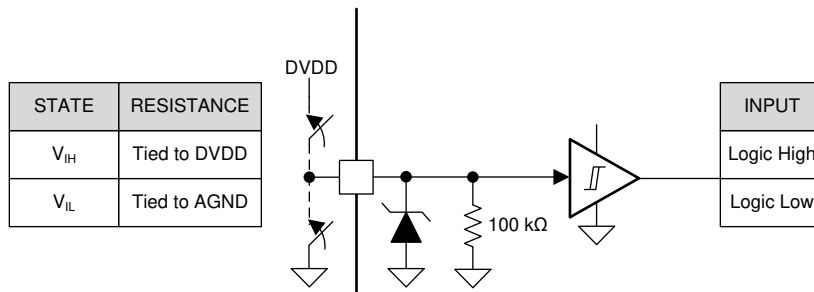 DVDD
STATE RESISTANCE
V_IH Tied to DVDD
V_IL Tied to AGND
100 kΩ
INPUT
Logic High
Logic Low